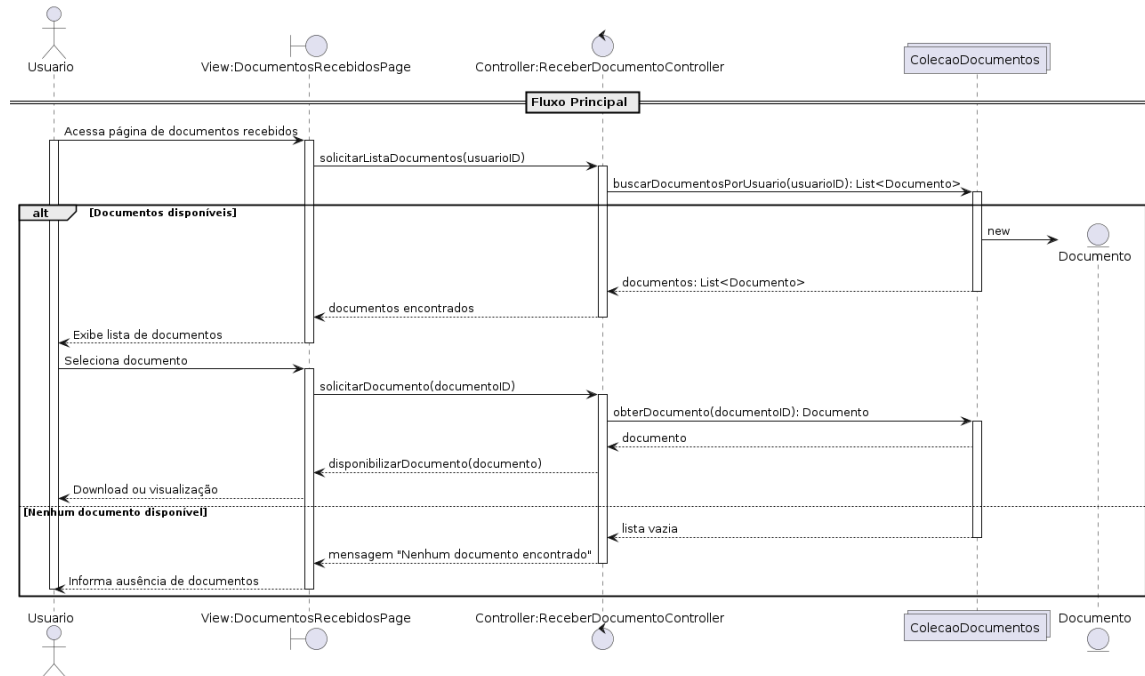 Usuario
View:DocumentosRecebidosPage
Controller:ReceberDocumentoController
ColecaoDocumentos
Fluxo Principal
Acessa página de documentos recebidos
solicitarListaDocumentos(usuarioID)
buscarDocumentosPorUsuario(usuarioID): List<Documento>
alt
[Documentos disponíveis]
new
Documento
documentos: List<Documento>
documentos encontrados
Exibe lista de documentos
Seleciona documento
solicitarDocumento(documentoID)
obterDocumento(documentoID): Documento
documento
disponibilizarDocumento(documento)
Download ou visualização
[Nenhum documento disponível]
lista vazia
mensagem "Nenhum documento encontrado"
Informa ausência de documentos
Usuario
View:DocumentosRecebidosPage
Controller:ReceberDocumentoController
ColecaoDocumentos
Documento